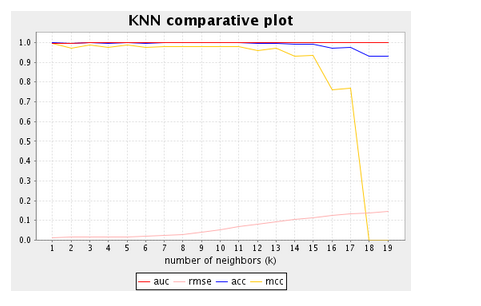 KNN comparative plot
1.0
0.9
0.8
0.7
0.6
0.5
0.4
0.3
0.2
0.1
0.0
1 2 3 4 5 6 7 8 9 10 11 12 13 14 15 16 17 18 19
number of neighbors (k)
auc rmse acc mcc